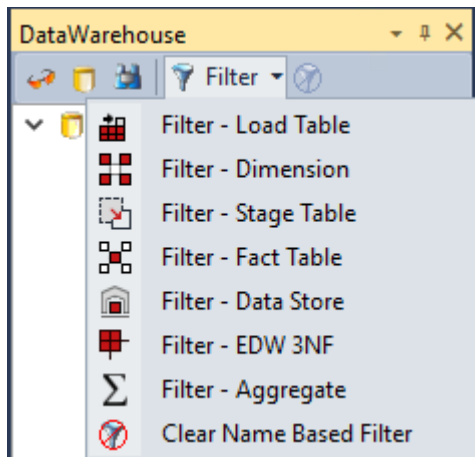 DataWarehouse
Filter
Filter - Load Table
Filter - Dimension
Filter - Stage Table
Filter - Fact Table
Filter - Data Store
Filter - EDW 3NF
Filter - Aggregate
Clear Name Based Filter